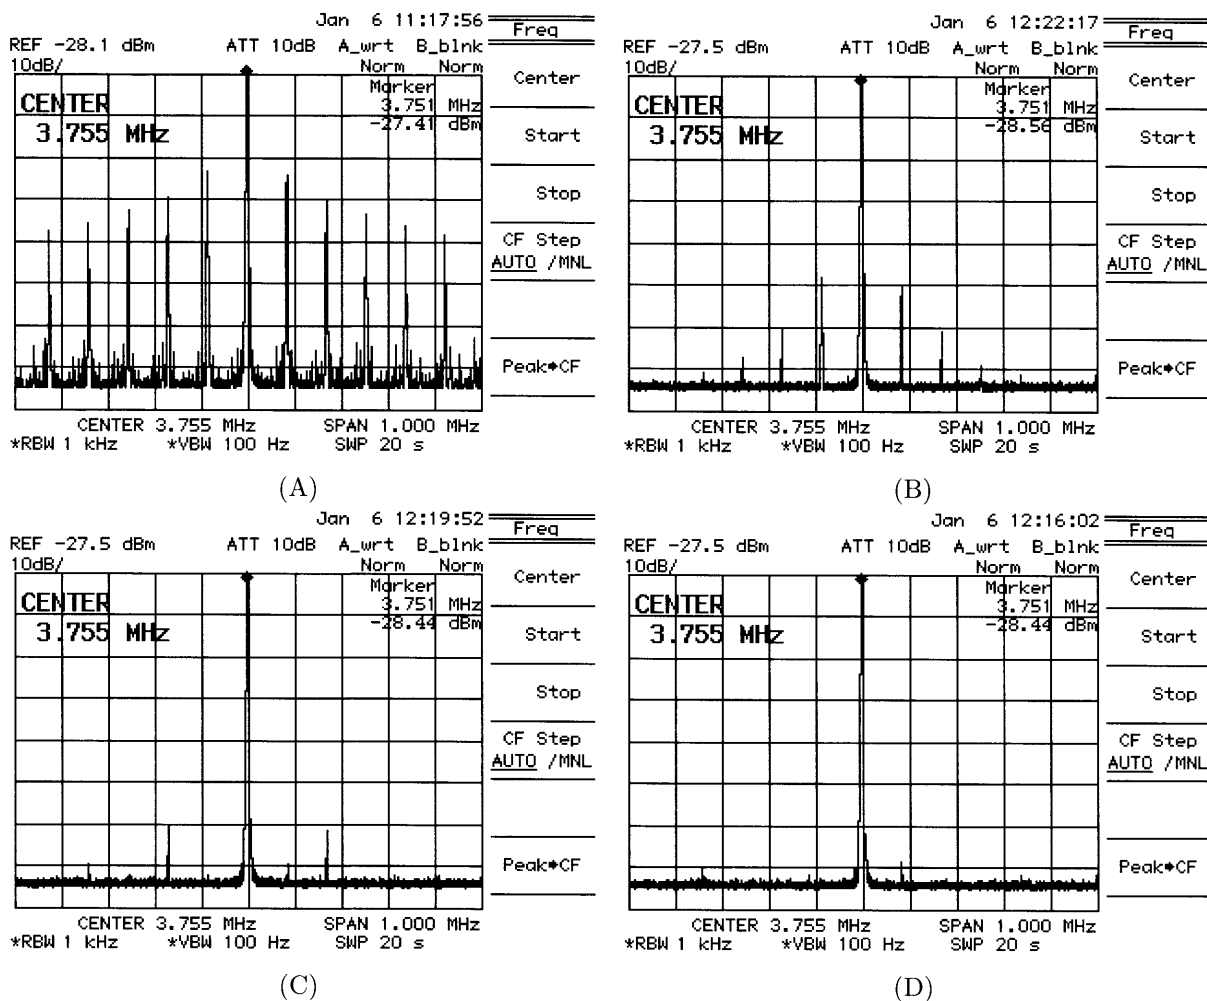 Jan 6 11:17:56
Freq
REF -28.1 dBm ATT 10dB A_wrt B_blnk
10dB/ Norm Norm
Marker
3.751 MHz
-27.41 dBm
CENTER
3.755 MHz
Center
Start
Stop
CF Step
AUTO /MNL
Peak◆CF
CENTER 3.755 MHz SPAN 1.000 MHz
*RBW 1 kHz *VBW 100 Hz SWP 20 s
(A)
Jan 6 12:22:17
Freq
REF -27.5 dBm ATT 10dB A_wrt B_blnk
10dB/ Norm Norm
Marker
3.751 MHz
-28.56 dBm
CENTER
3.755 MHz
Center
Start
Stop
CF Step
AUTO /MNL
Peak◆CF
CENTER 3.755 MHz SPAN 1.000 MHz
*RBW 1 kHz *VBW 100 Hz SWP 20 s
(B)
Jan 6 12:19:52
Freq
REF -27.5 dBm ATT 10dB A_wrt B_blnk
10dB/ Norm Norm
Marker
3.751 MHz
-28.44 dBm
CENTER
3.755 MHz
Center
Start
Stop
CF Step
AUTO /MNL
Peak◆CF
CENTER 3.755 MHz SPAN 1.000 MHz
*RBW 1 kHz *VBW 100 Hz SWP 20 s
(C)
Jan 6 12:16:02
Freq
REF -27.5 dBm ATT 10dB A_wrt B_blnk
10dB/ Norm Norm
Marker
3.751 MHz
-28.44 dBm
CENTER
3.755 MHz
Center
Start
Stop
CF Step
AUTO /MNL
Peak◆CF
CENTER 3.755 MHz SPAN 1.000 MHz
*RBW 1 kHz *VBW 100 Hz SWP 20 s
(D)